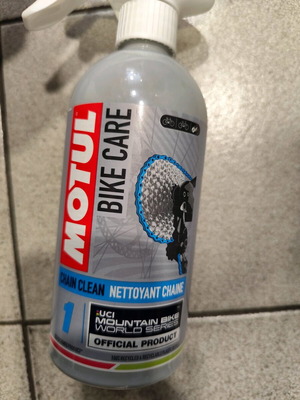 MOTUL
BIKE CARE
CHAIN CLEAN NETTOYANT CHAINE
1
UCI
MOUNTAIN BIKE
WORLD SERIES
OFFICIAL PRODUCT